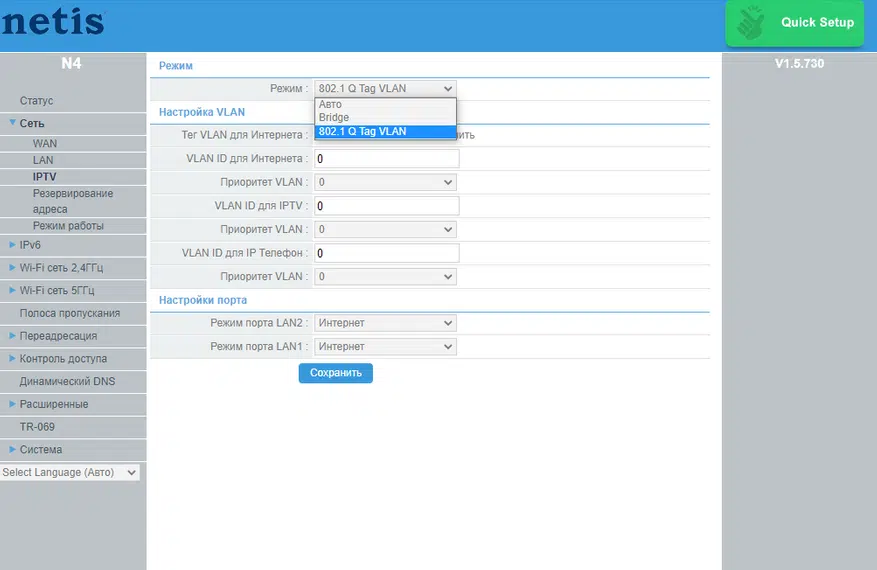 netis
Quick Setup
N4
V1.5.730
Статус
Сеть
WAN
LAN
IPTV
Резервирование
адреса
Режим работы
IPv6
Wi-Fi сеть 2,4ГГц
Wi-Fi сеть 5ГГц
Полоса пропускания
Переадресация
Контроль доступа
Динамический DNS
Расширенные
TR-069
Система
Select Language (Авто)
Режим
Режим : 802.1 Q Tag VLAN
Авто
Bridge
802.1 Q Tag VLAN
Настройка VLAN
Тег VLAN для Интернета :
VLAN ID для Интернета : 0
Приоритет VLAN : 0
VLAN ID для IPTV : 0
Приоритет VLAN : 0
VLAN ID для IP Телефон : 0
Приоритет VLAN : 0
Настройки порта
Режим порта LAN2 : Интернет
Режим порта LAN1 : Интернет
Сохранить